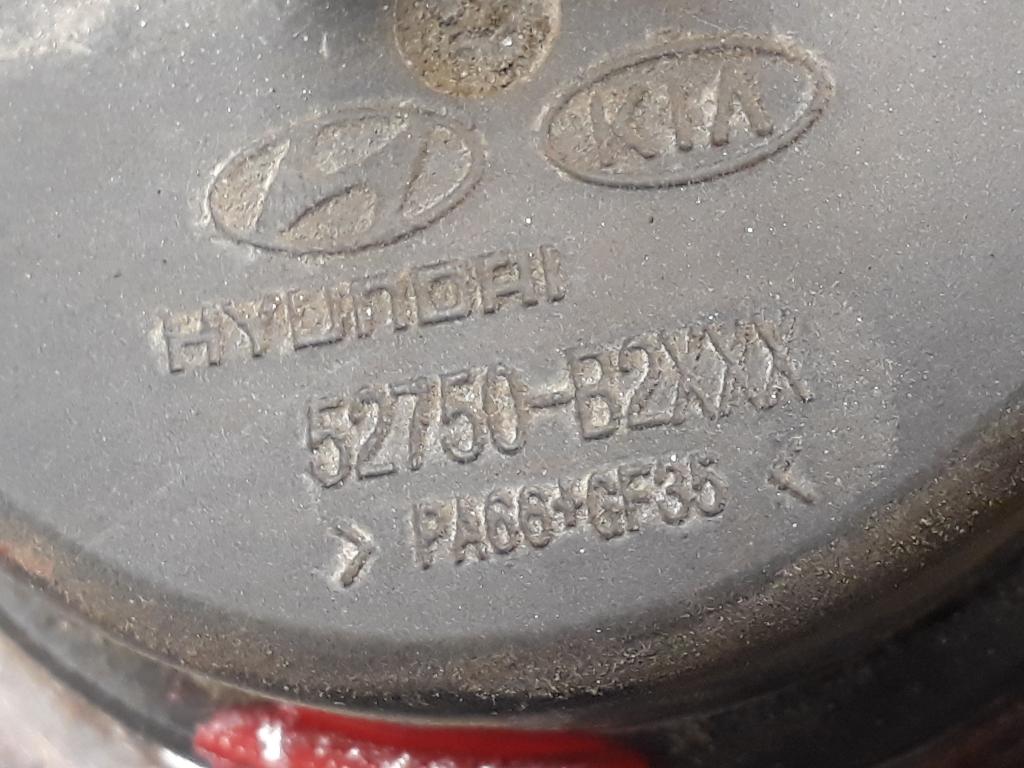 KIA
HYUNDAI
52750-B2XXX
> PA66+GF35 <